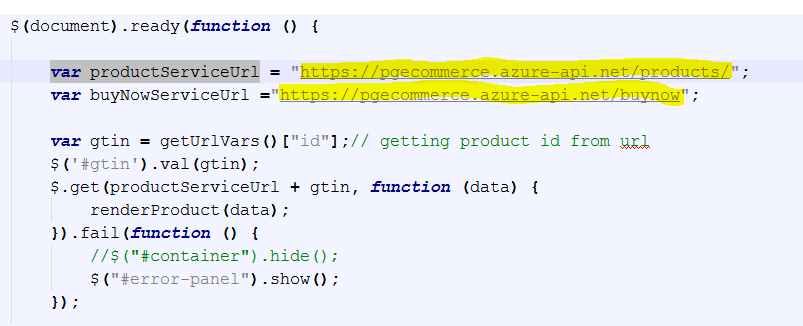 $(document).ready(function () {
var productServiceUrl = "https://pgecommerce.azure-api.net/products/";
var buyNowServiceUrl ="https://pgecommerce.azure-api.net/buynow";
var gtin = getUrlVars()["id"];// getting product id from url
$('#gtin').val(gtin);
$.get(productServiceUrl + gtin, function (data) {
renderProduct(data);
}).fail(function () {
//$("#container").hide();
$("#error-panel").show();
});